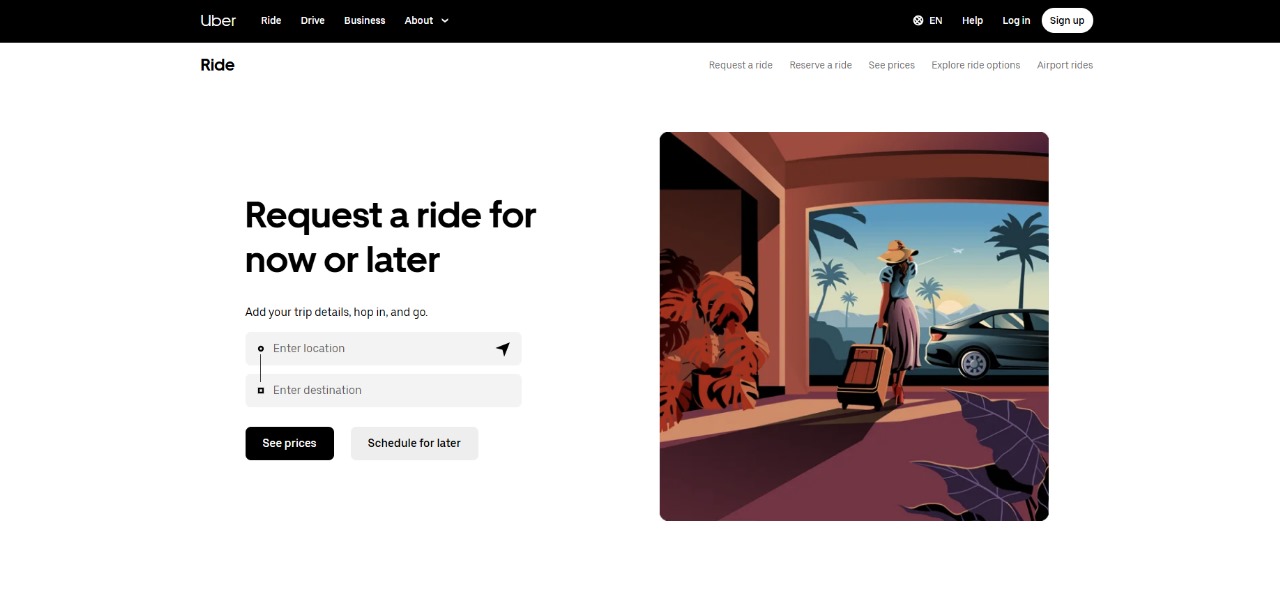 Uber Ride Drive Business About EN Help Log in Sign up
Ride Request a ride Reserve a ride See prices Explore ride options Airport rides
Request a ride for
now or later
Add your trip details, hop in, and go.
Enter location
Enter destination
See prices Schedule for later